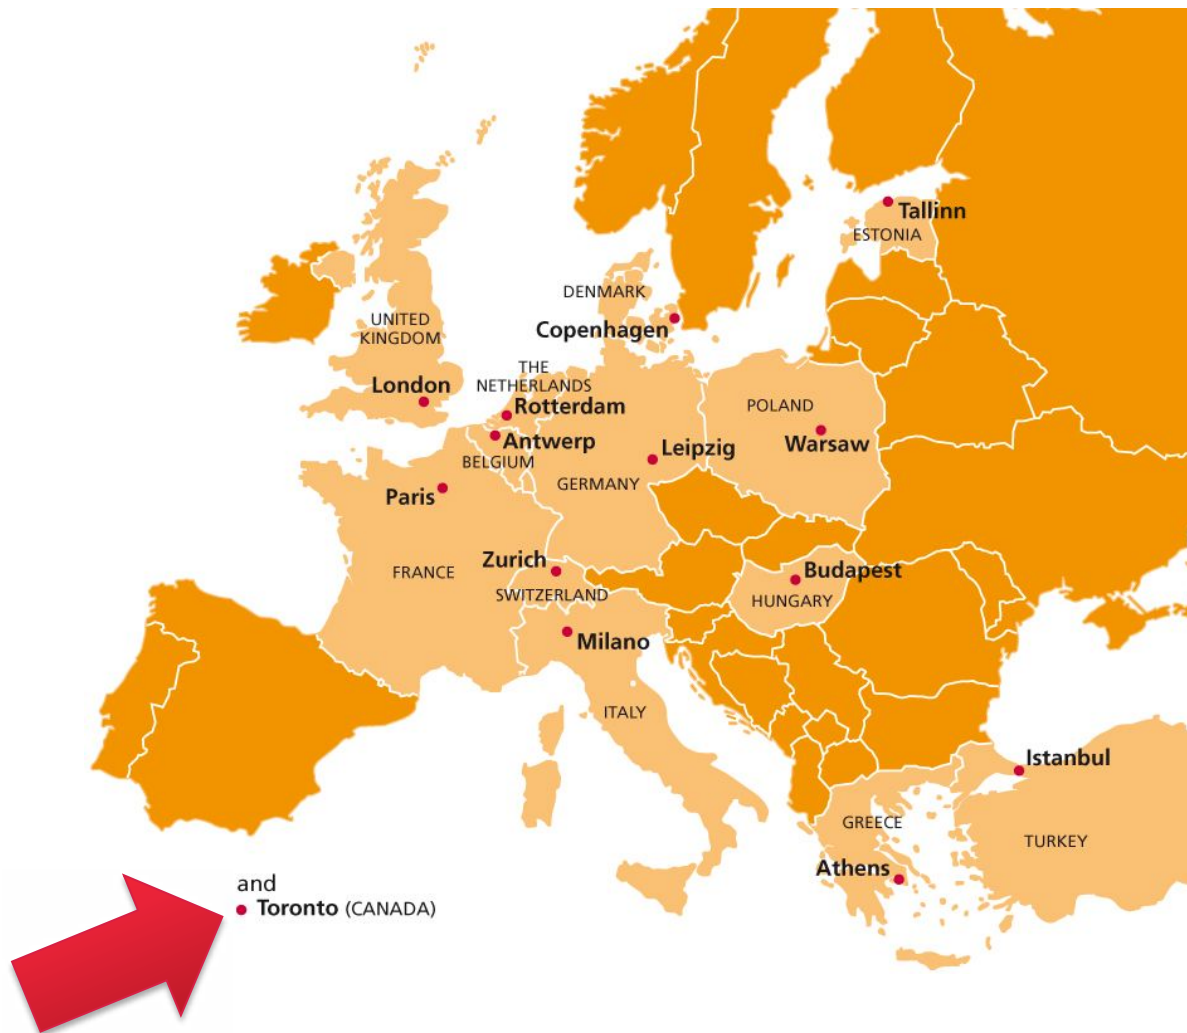 Tallinn
ESTONIA
DENMARK
Copenhagen
UNITED
KINGDOM
London
THE
NETHERLANDS
Rotterdam
Antwerp
BELGIUM
Leipzig
GERMANY
POLAND
Warsaw
Paris
FRANCE
Zurich
SWITZERLAND
Budapest
HUNGARY
Milano
ITALY
Istanbul
TURKEY
GREECE
Athens
and
Toronto (CANADA)